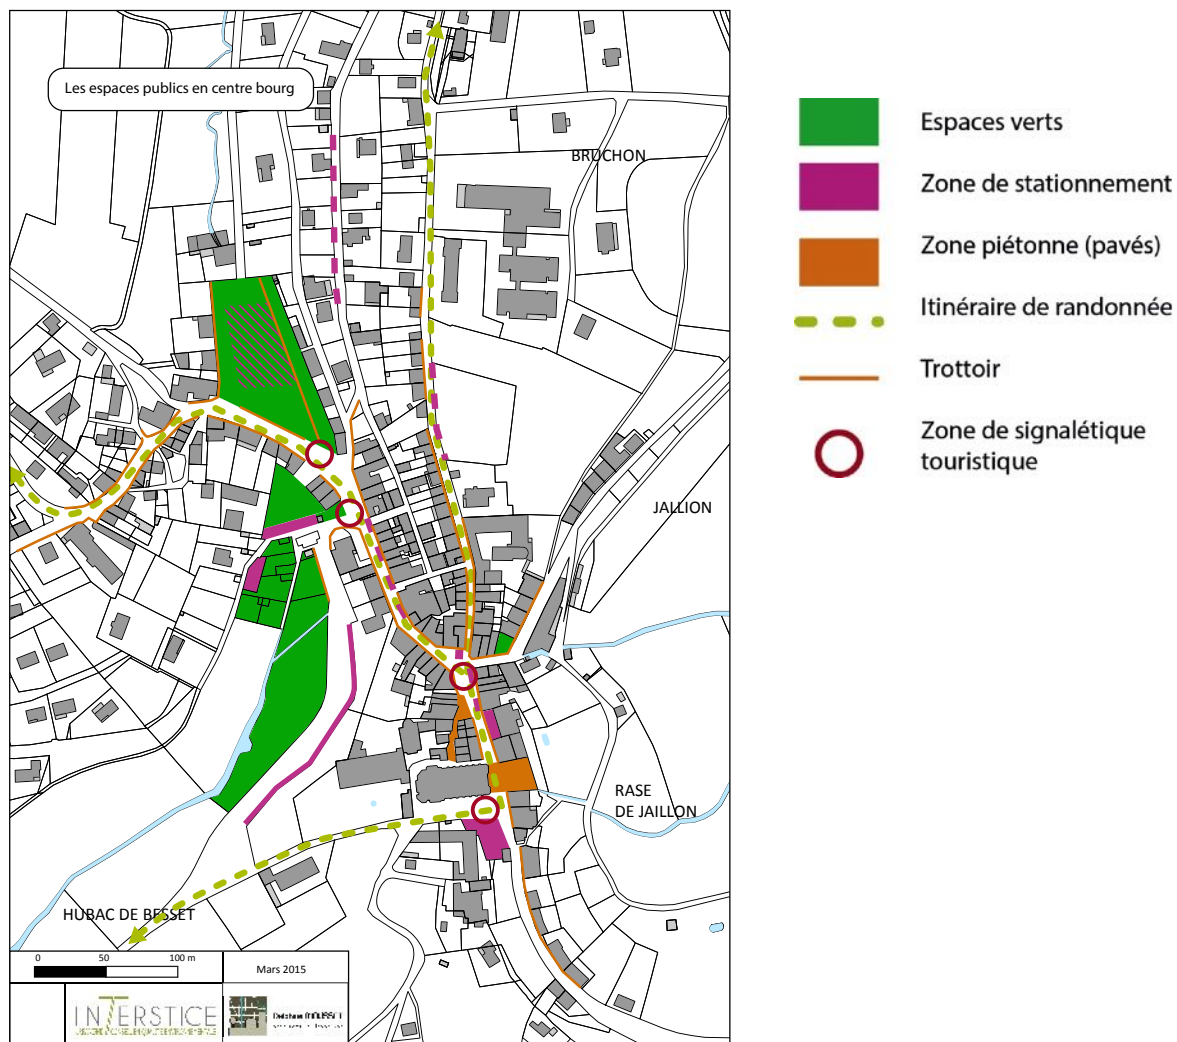 Les espaces publics en centre bourg
BRUCHON
JALLION
RASE
DE JAILLON
HUBAC DE BESSET
0 50 100 m
Mars 2015
INTERSTICE
Espaces verts
Zone de stationnement
Zone piétonne (pavés)
Itinéraire de randonnée
Trottoir
Zone de signalétique
touristique